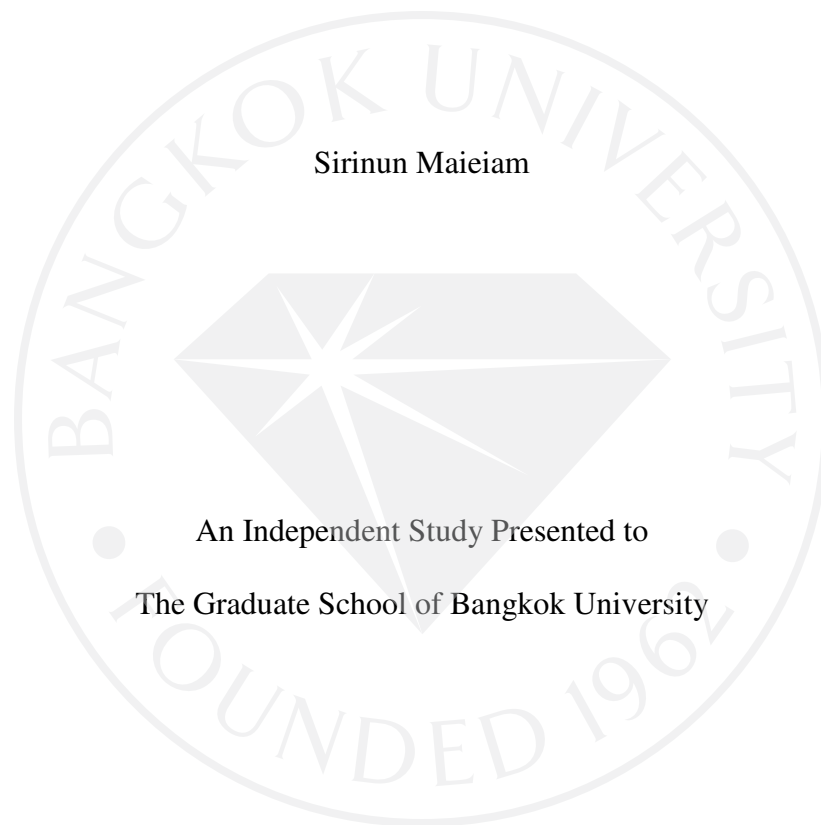 BANGKOK UNIVERSITY
Sirinun Maieiam
An Independent Study Presented to
The Graduate School of Bangkok University
FOUNDED 1962